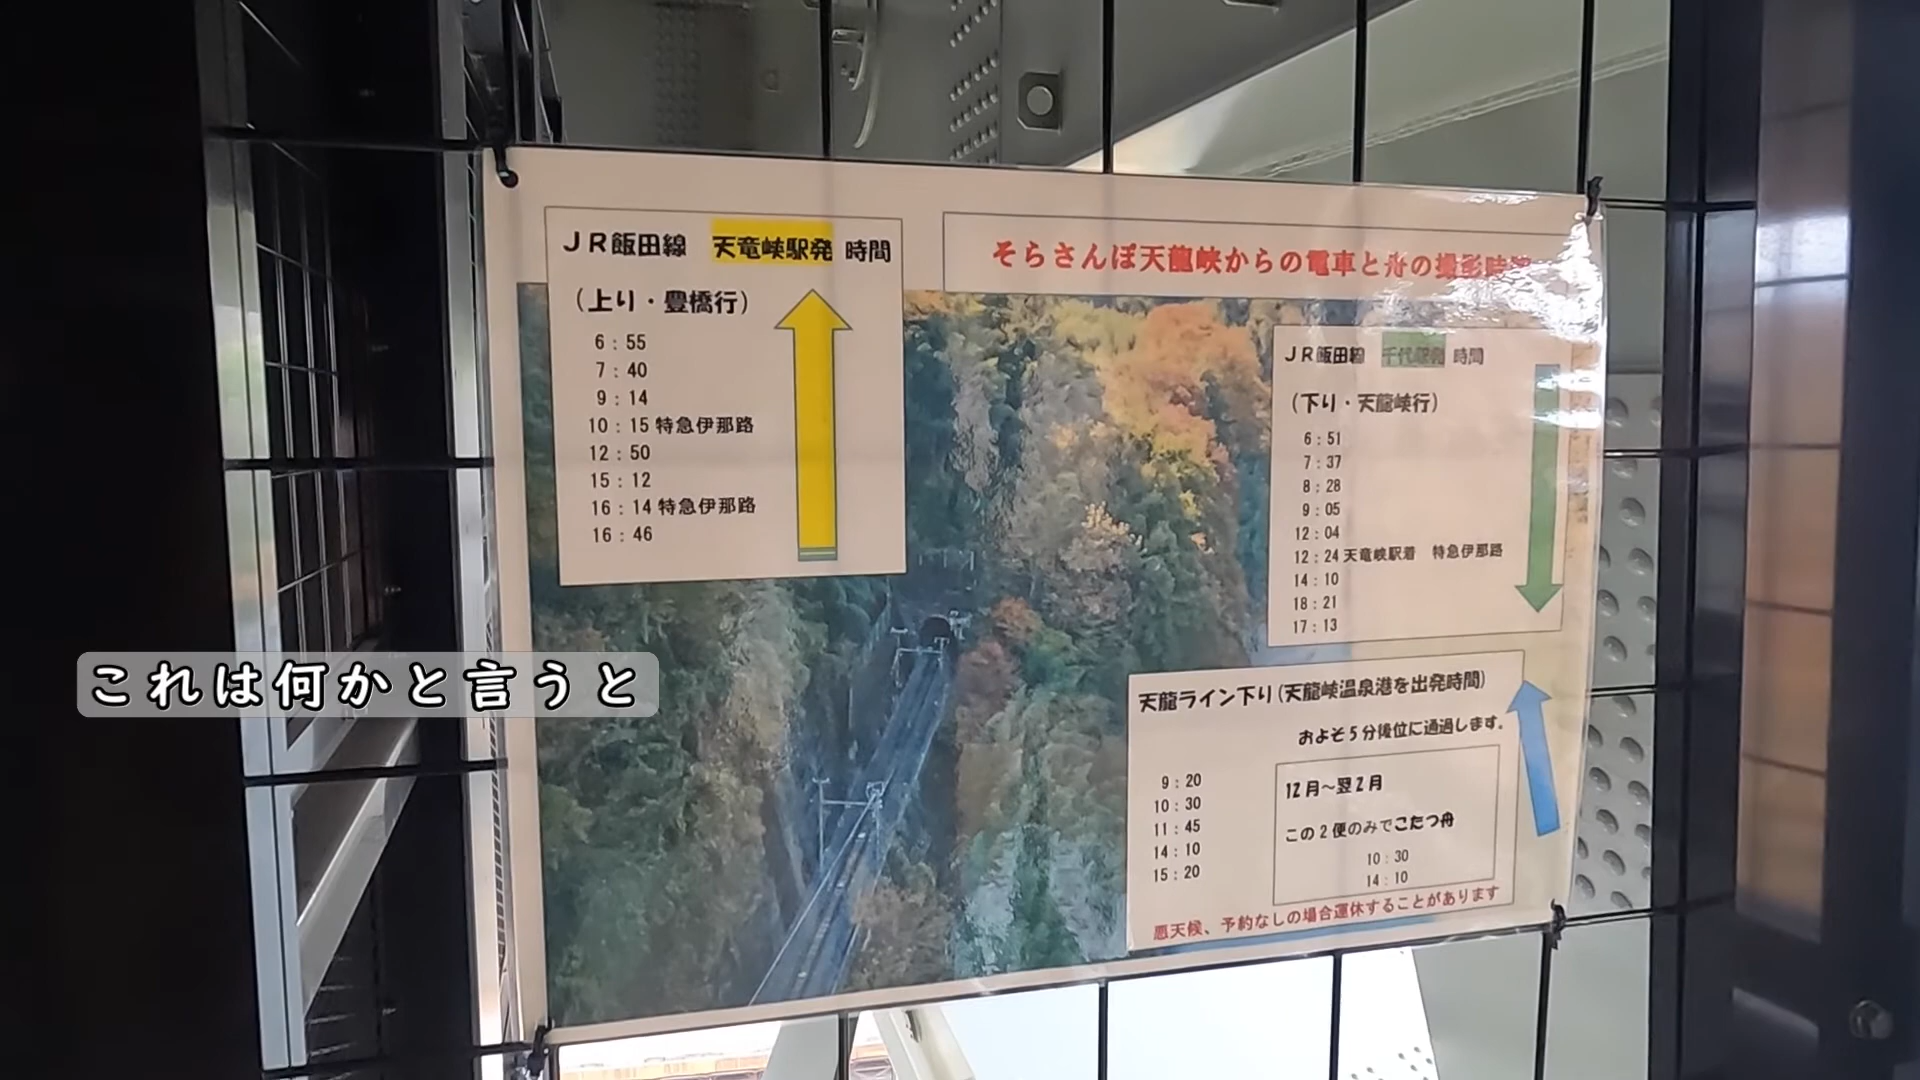 JR飯田線 天竜峡駅発 時間
(上り・豊橋行)
6:55
7:40
9:14
10:15 特急伊那路
12:50
15:12
16:14 特急伊那路
16:46
そらさんぽ天龍峡からの電車と舟の撮影時間
JR飯田線 千代駅発 時間
(下り・天龍峡行)
6:51
7:37
8:28
9:05
12:04
12:24 天竜峡駅着 特急伊那路
14:10
18:21
17:13
これは何かと言うと
天龍ライン下り(天龍峡温泉港を出発時間)
およそ5分後位に通過します。
9:20
10:30
11:45
14:10
15:20
12月~翌2月
この2便のみでこたつ舟
10:30
14:10
悪天候、予約なしの場合運休することがあります